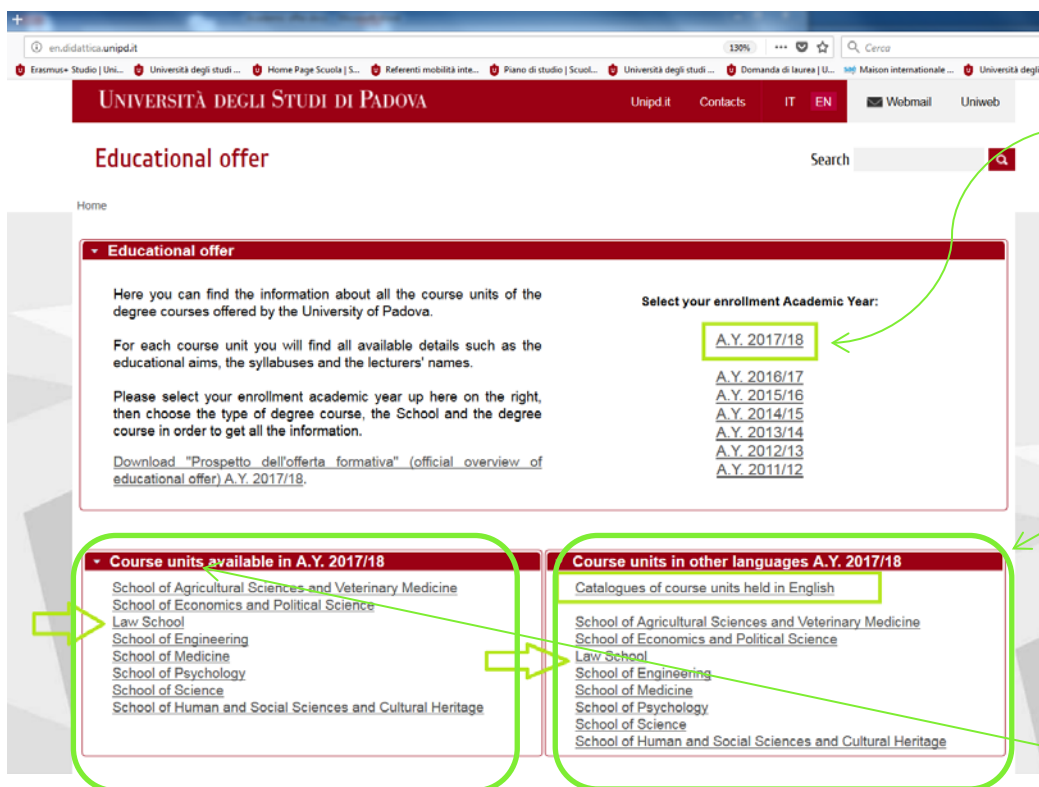 en.didattica.unipd.it
130%
Cerca
Erasmus+ Studio | Uni...
Università degli studi ...
Home Page Scuola | S...
Referenti mobilità inte...
Piano di studio | Scuol...
Università degli studi ...
Domanda di laurea | U...
Maison internationale ...
Università degli
UNIVERSITÀ DEGLI STUDI DI PADOVA
Unipd.it
Contacts
IT
EN
Webmail
Uniweb
Educational offer
Search
Home
Educational offer
Here you can find the information about all the course units of the
degree courses offered by the University of Padova.
For each course unit you will find all available details such as the
educational aims, the syllabuses and the lecturers' names.
Please select your enrollment academic year up here on the right,
then choose the type of degree course, the School and the degree
course in order to get all the information.
Download "Prospetto dell'offerta formativa" (official overview of
educational offer) A.Y. 2017/18.
Select your enrollment Academic Year:
A.Y. 2017/18
A.Y. 2016/17
A.Y. 2015/16
A.Y. 2014/15
A.Y. 2013/14
A.Y. 2012/13
A.Y. 2011/12
Course units available in A.Y. 2017/18
School of Agricultural Sciences and Veterinary Medicine
School of Economics and Political Science
Law School
School of Engineering
School of Medicine
School of Psychology
School of Science
School of Human and Social Sciences and Cultural Heritage
Course units in other languages A.Y. 2017/18
Catalogues of course units held in English
School of Agricultural Sciences and Veterinary Medicine
School of Economics and Political Science
Law School
School of Engineering
School of Medicine
School of Psychology
School of Science
School of Human and Social Sciences and Cultural Heritage